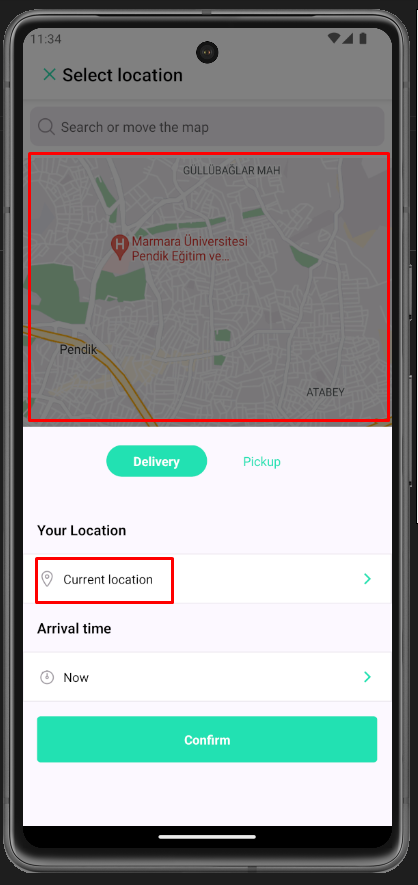 11:34
Select location
Search or move the map
GÜLLÜBAĞLAR MAH
H
Marmara Üniversitesi
Pendik Eğitim ve...
Pendik
ATABEY
Delivery
Pickup
Your Location
Current location
Arrival time
Now
Confirm